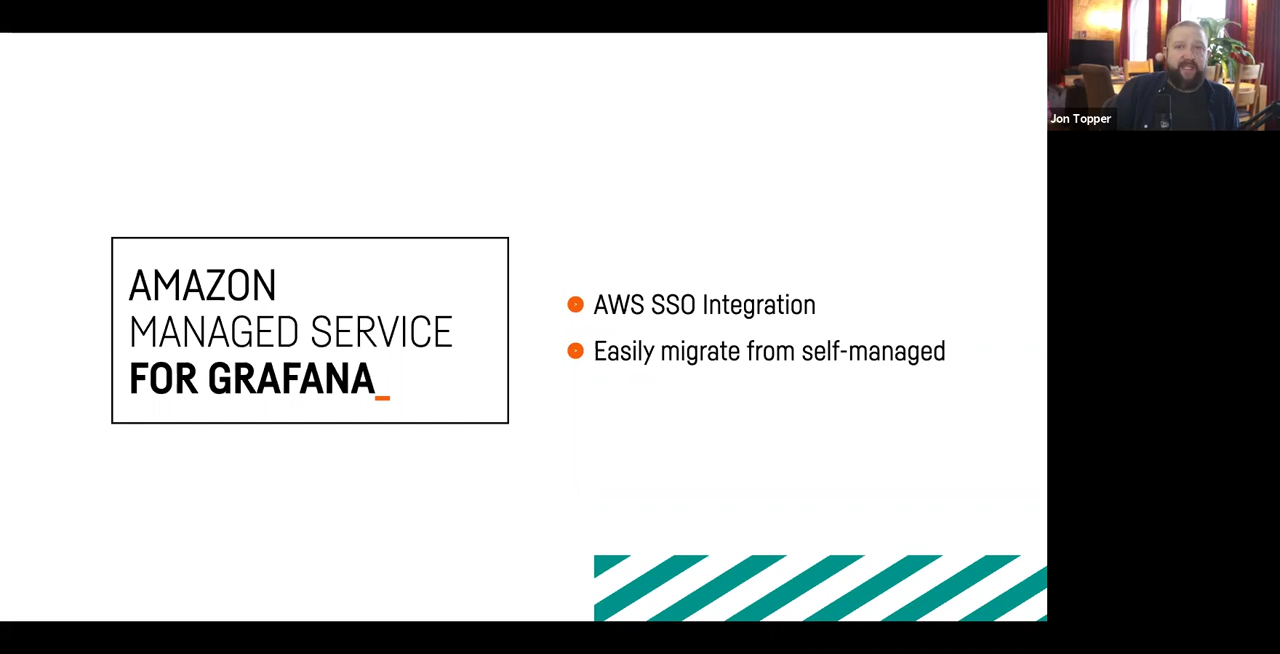 AMAZON
MANAGED SERVICE
FOR GRAFANA_
AWS SSO Integration
Easily migrate from self-managed
Jon Topper